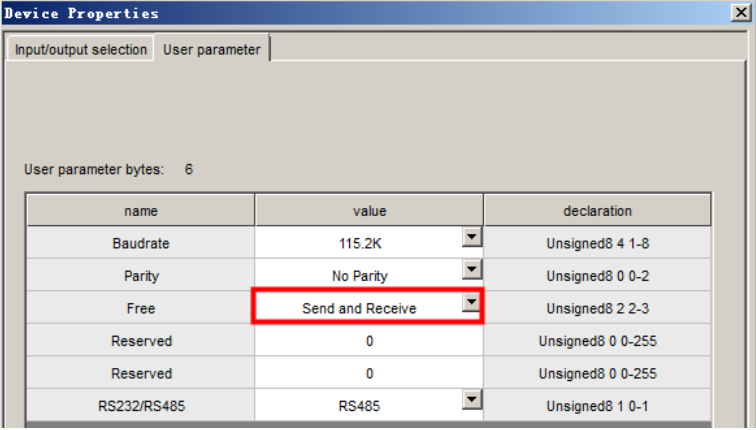 Device Properties
Input/output selection User parameter
User parameter bytes: 6
name value declaration
Baudrate 115.2K Unsigned8 4 1-8
Parity No Parity Unsigned8 0 0-2
Free Send and Receive Unsigned8 2 2-3
Reserved 0 Unsigned8 0 0-255
Reserved 0 Unsigned8 0 0-255
RS232/RS485 RS485 Unsigned8 1 0-1